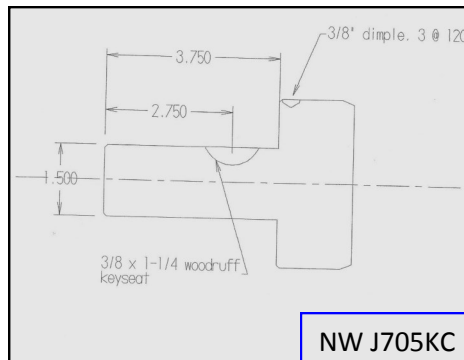 3/8" dimple. 3 @ 120
3.750
2.750
1.500
3/8 x 1-1/4 woodruff
keyseat
NW J705KC